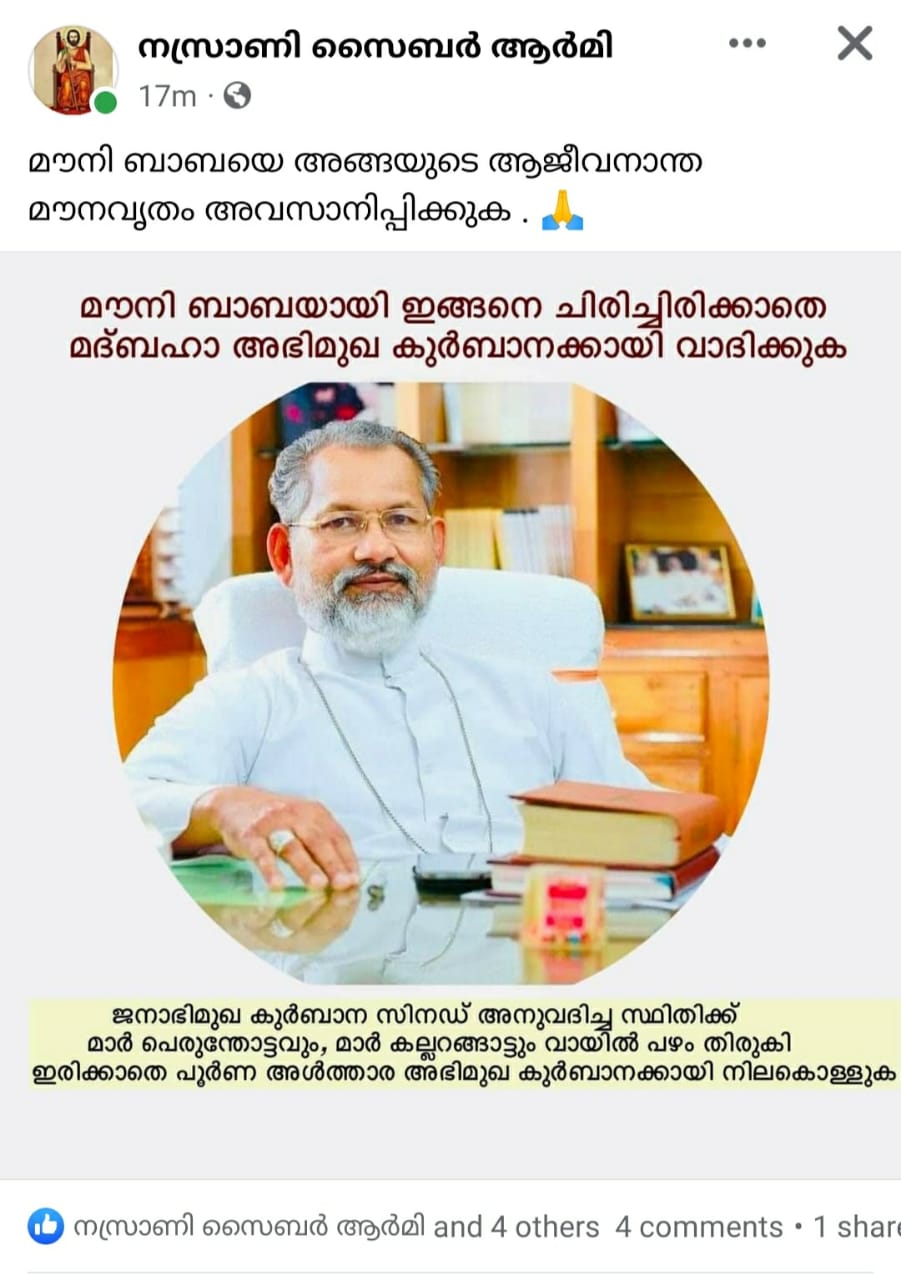 നസ്രാണി സൈബർ ആർമി
17m ·
മൗനി ബാബയെ അങ്ങയുടെ ആജീവനാന്ത
മൗനവൃതം അവസാനിപ്പിക്കുക . 🙏
മൗനി ബാബയായി ഇങ്ങനെ ചിരിച്ചിരിക്കാതെ
മദ്ബഹാ അഭിമുഖ കുർബാനക്കായി വാദിക്കുക
ജനാഭിമുഖ കുർബാന സിനഡ് അനുവദിച്ച സ്ഥിതിക്ക്
മാർ പെരുന്തോട്ടവും, മാർ കല്ലറങ്ങാട്ടും വായിൽ പഴം തിരുകി
ഇരിക്കാതെ പൂർണ അൾത്താര അഭിമുഖ കുർബാനക്കായി നിലകൊള്ളുക
നസ്രാണി സൈബർ ആർമി and 4 others 4 comments • 1 share